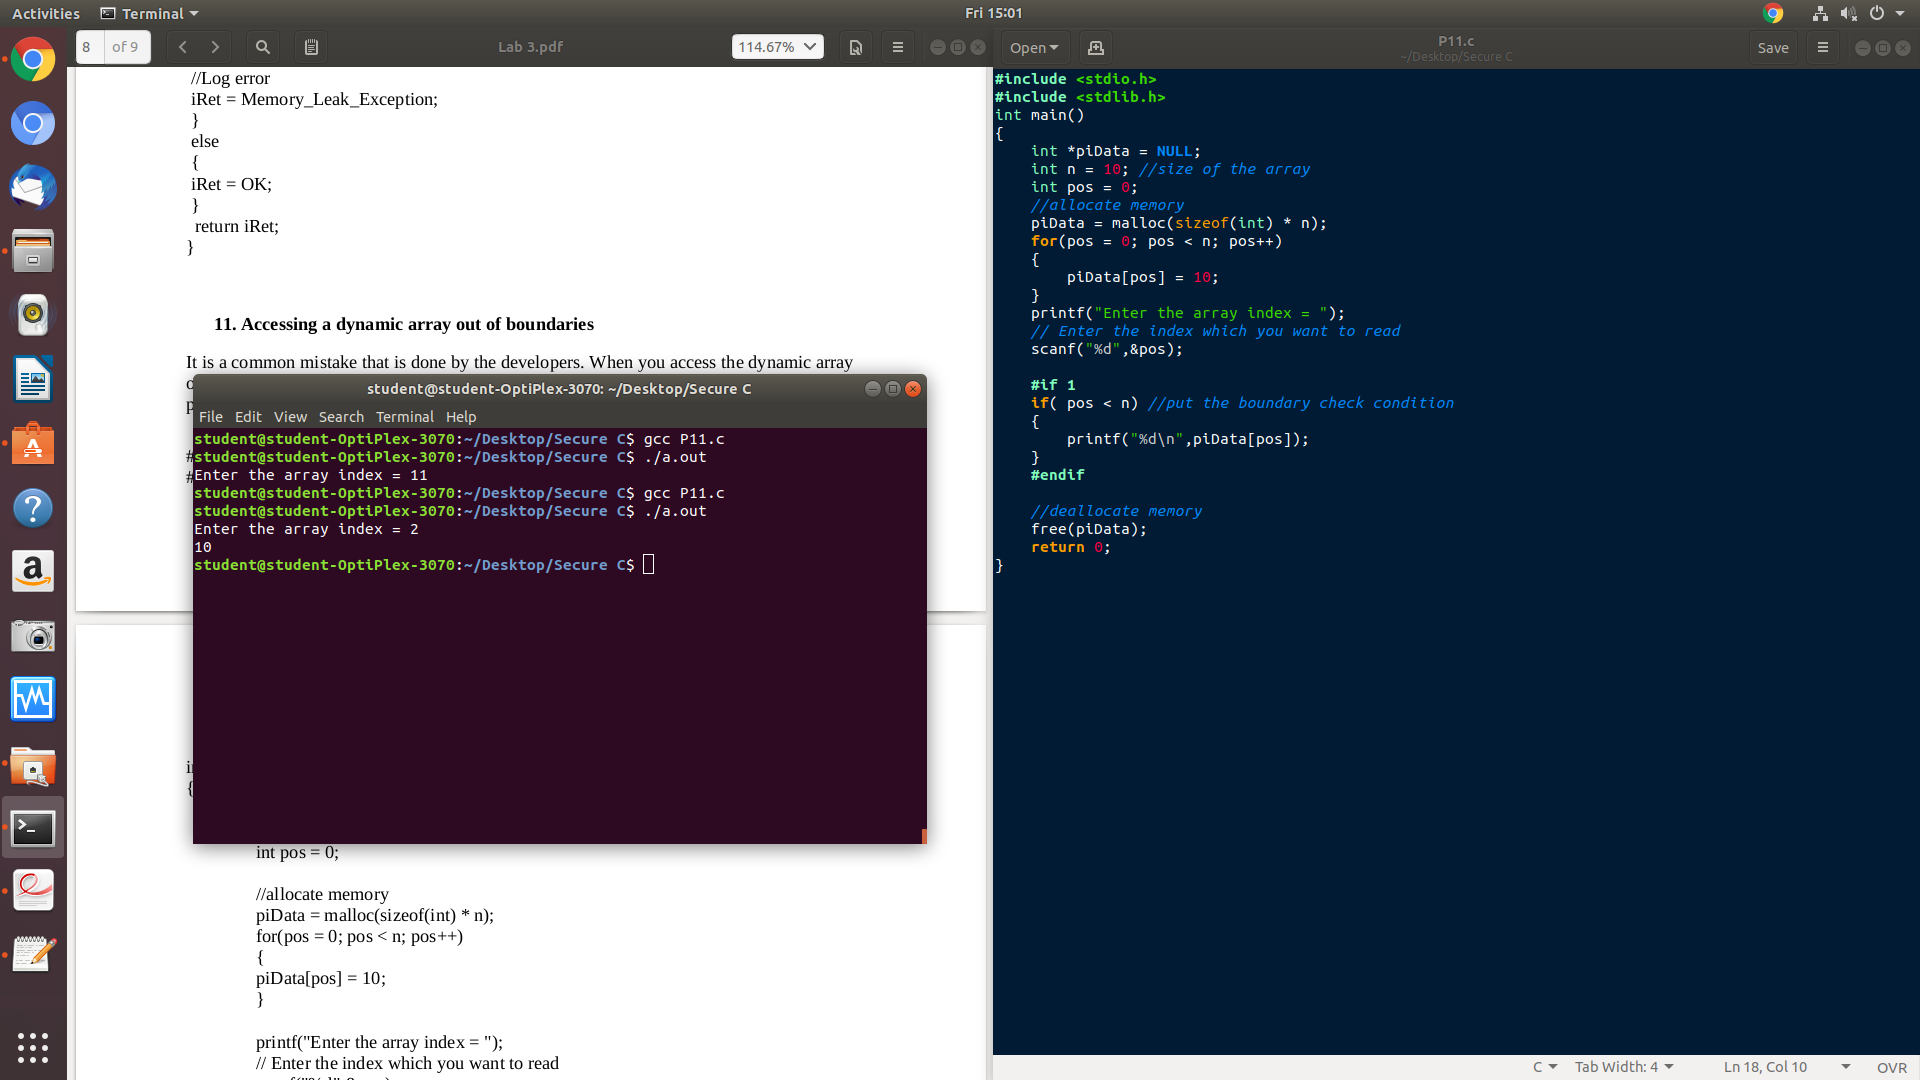 Activities
Terminal
Fri 15:01
8 of 9
Lab 3.pdf
114.67%
//Log error
iRet = Memory_Leak_Exception;
}
else
{
iRet = OK;
}
return iRet;
}
11. Accessing a dynamic array out of boundaries
It is a common mistake that is done by the developers. When you access the dynamic array
student@student-OptiPlex-3070: ~/Desktop/Secure C
File Edit View Search Terminal Help
student@student-OptiPlex-3070:~/Desktop/Secure C$ gcc P11.c
student@student-OptiPlex-3070:~/Desktop/Secure C$ ./a.out
Enter the array index = 11
student@student-OptiPlex-3070:~/Desktop/Secure C$ gcc P11.c
student@student-OptiPlex-3070:~/Desktop/Secure C$ ./a.out
Enter the array index = 2
10
student@student-OptiPlex-3070:~/Desktop/Secure C$
{
int pos = 0;
//allocate memory
piData = malloc(sizeof(int) * n);
for(pos = 0; pos < n; pos++)
{
piData[pos] = 10;
}
printf("Enter the array index = ");
// Enter the index which you want to read
Open
P11.c
~/Desktop/Secure C
Save
#include <stdio.h>
#include <stdlib.h>
int main()
{
int *piData = NULL;
int n = 10; //size of the array
int pos = 0;
//allocate memory
piData = malloc(sizeof(int) * n);
for(pos = 0; pos < n; pos++)
{
piData[pos] = 10;
}
printf("Enter the array index = ");
// Enter the index which you want to read
scanf("%d",&pos);
#if 1
if( pos < n) //put the boundary check condition
{
printf("%d\n",piData[pos]);
}
#endif
//deallocate memory
free(piData);
return 0;
}
C
Tab Width: 4
Ln 18, Col 10
OVR